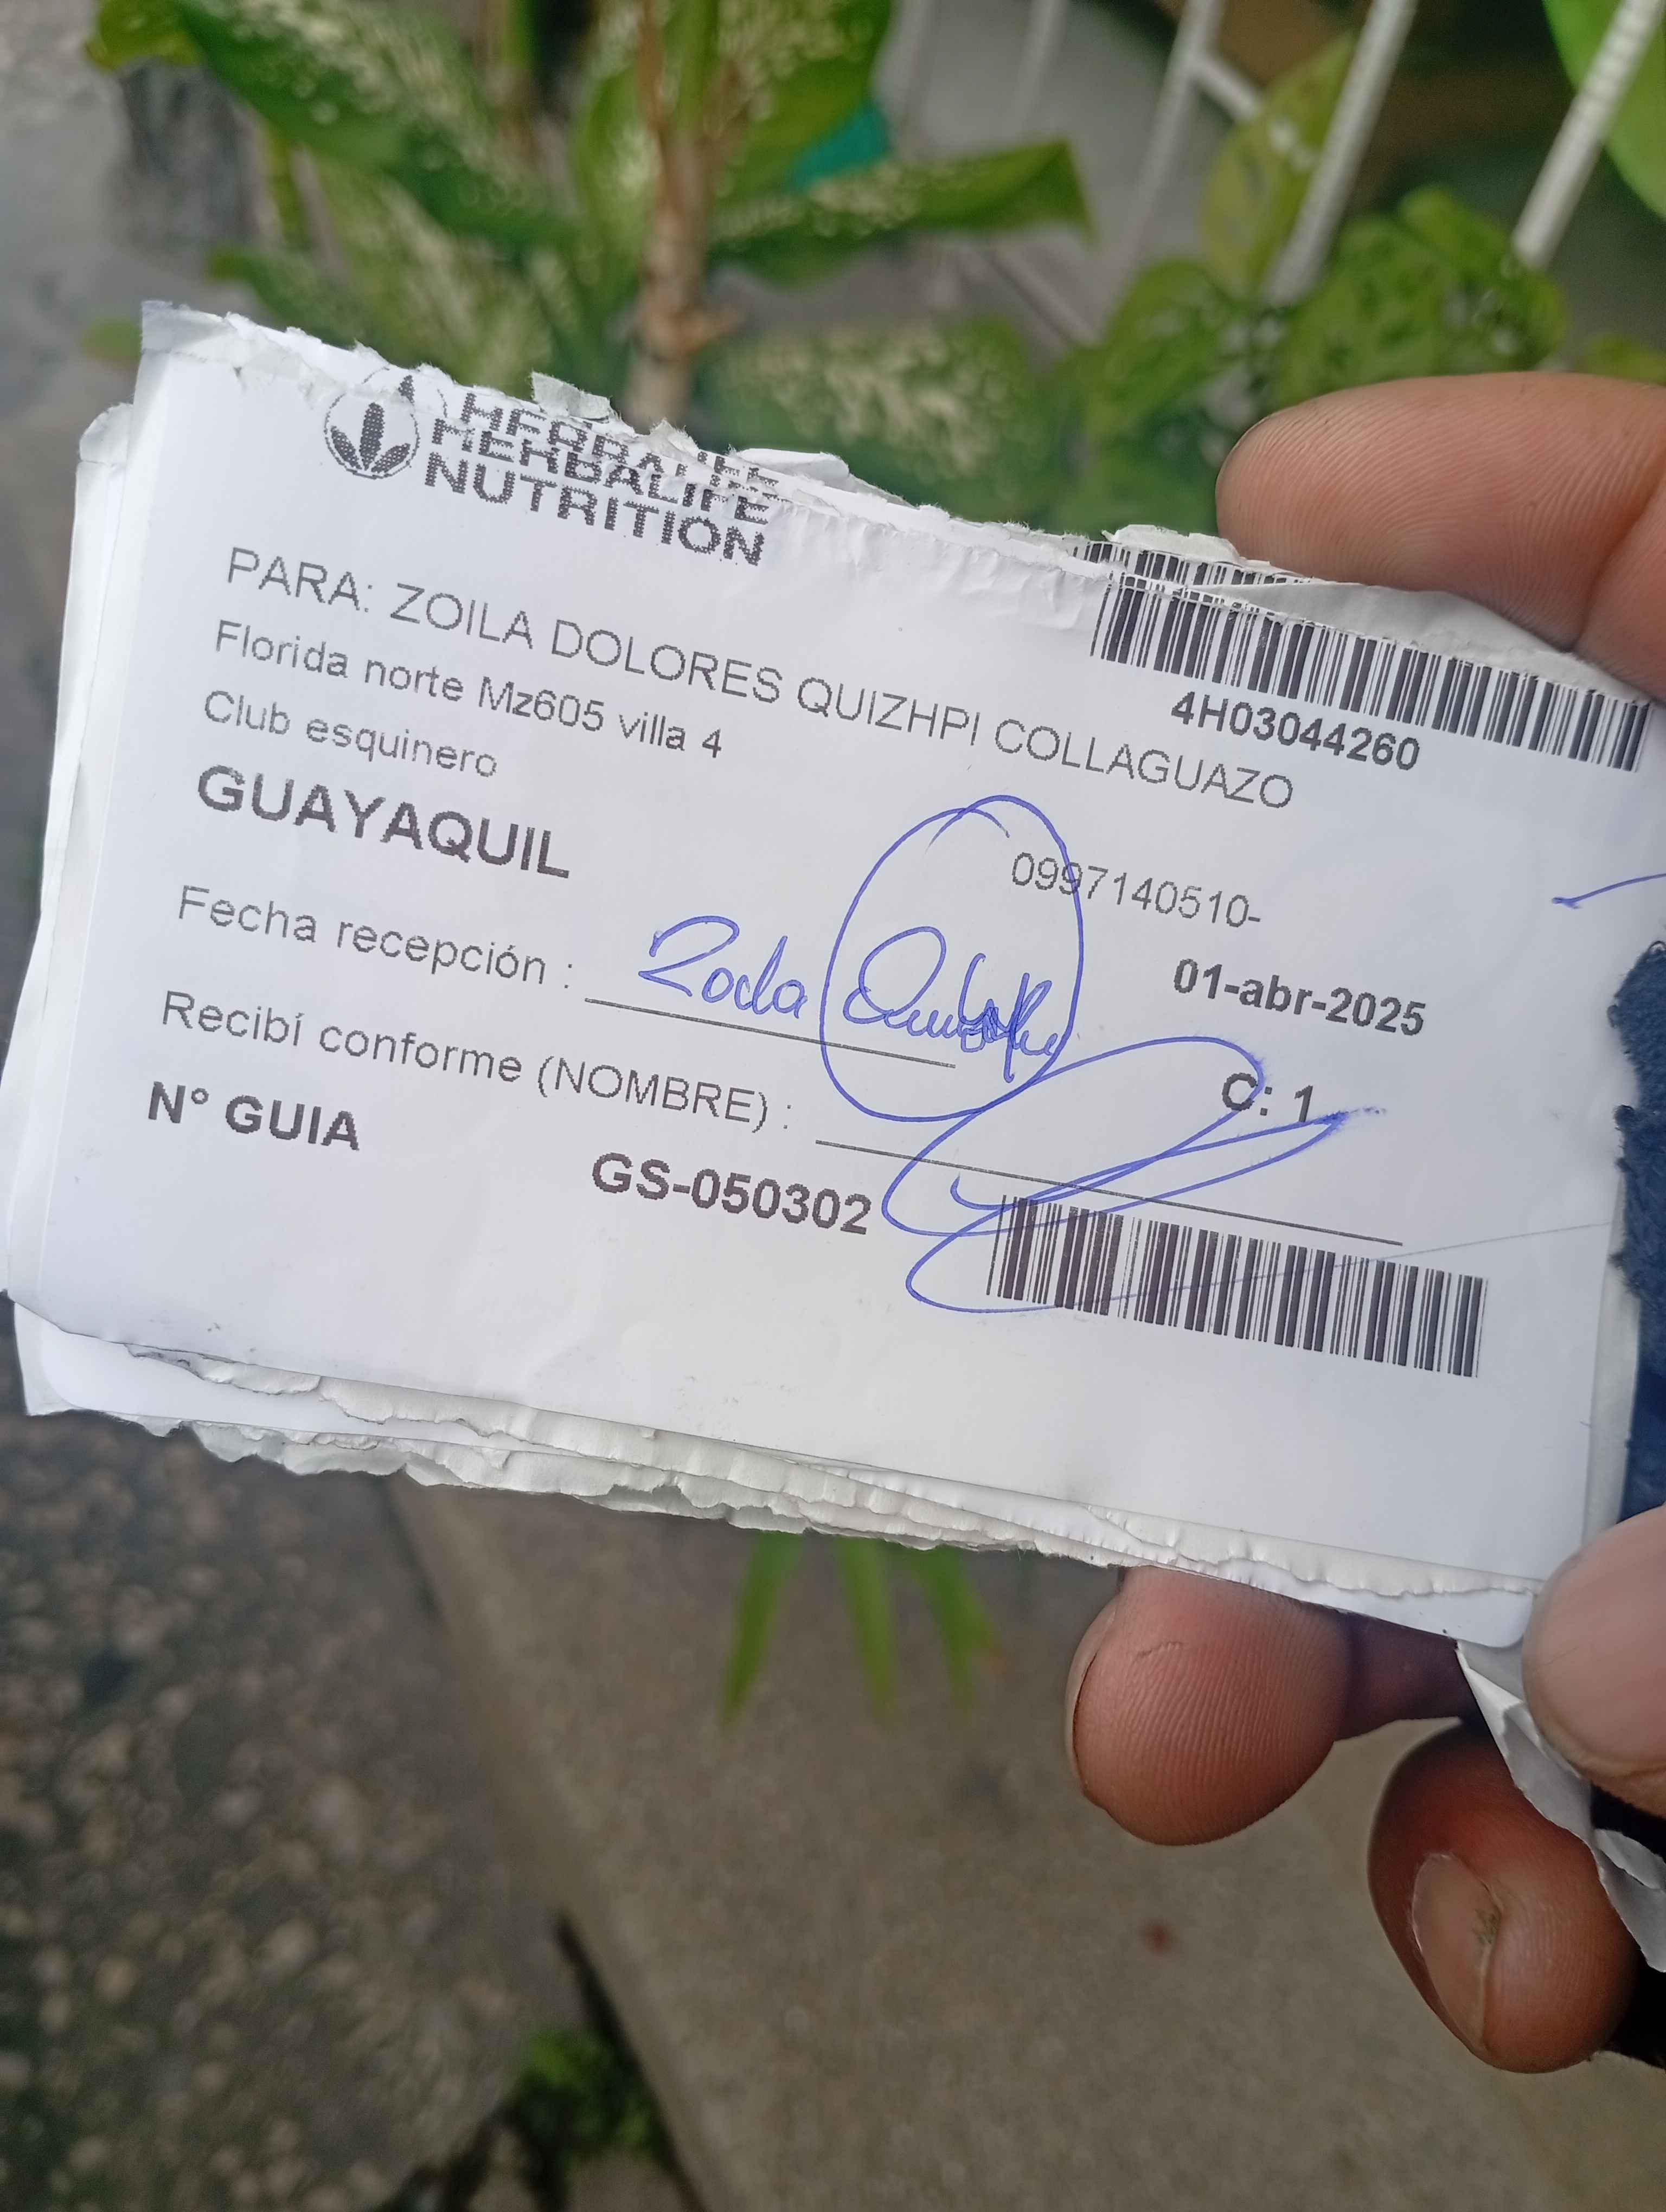 HERBALIFE
HERBALIFE
NUTRITION
4H03044260
PARA: ZOILA DOLORES QUIZHPI COLLAGUAZO
Florida norte Mz605 villa 4
Club esquinero
GUAYAQUIL
0997140510-
Fecha recepción :
01-abr-2025
Recibí conforme (NOMBRE) :
C: 1
N° GUIA
GS-050302